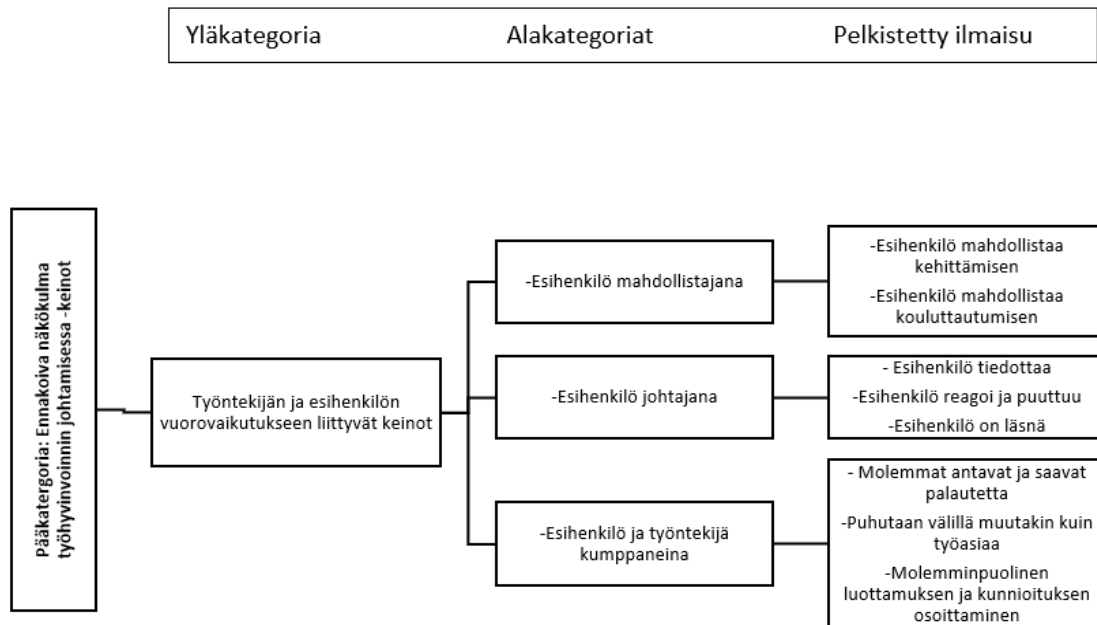 Yläkategoria Alakategoriat Pelkistetty ilmaisu
Pääkatergoria: Ennakoiva näkökulma
työhyvinvoinnin johtamisessa -keinot
Työntekijän ja esihenkilön
vuorovaikutukseen liittyvät keinot
-Esihenkilö mahdollistajana
-Esihenkilö mahdollistaa
kehittämisen
-Esihenkilö mahdollistaa
kouluttautumisen
-Esihenkilö johtajana
- Esihenkilö tiedottaa
-Esihenkilö reagoi ja puuttuu
-Esihenkilö on läsnä
-Esihenkilö ja työntekijä
kumppaneina
- Molemmat antavat ja saavat
palautetta
-Puhutaan välillä muutakin kuin
työasiaa
-Molemminpuolinen
luottamuksen ja kunnioituksen
osoittaminen